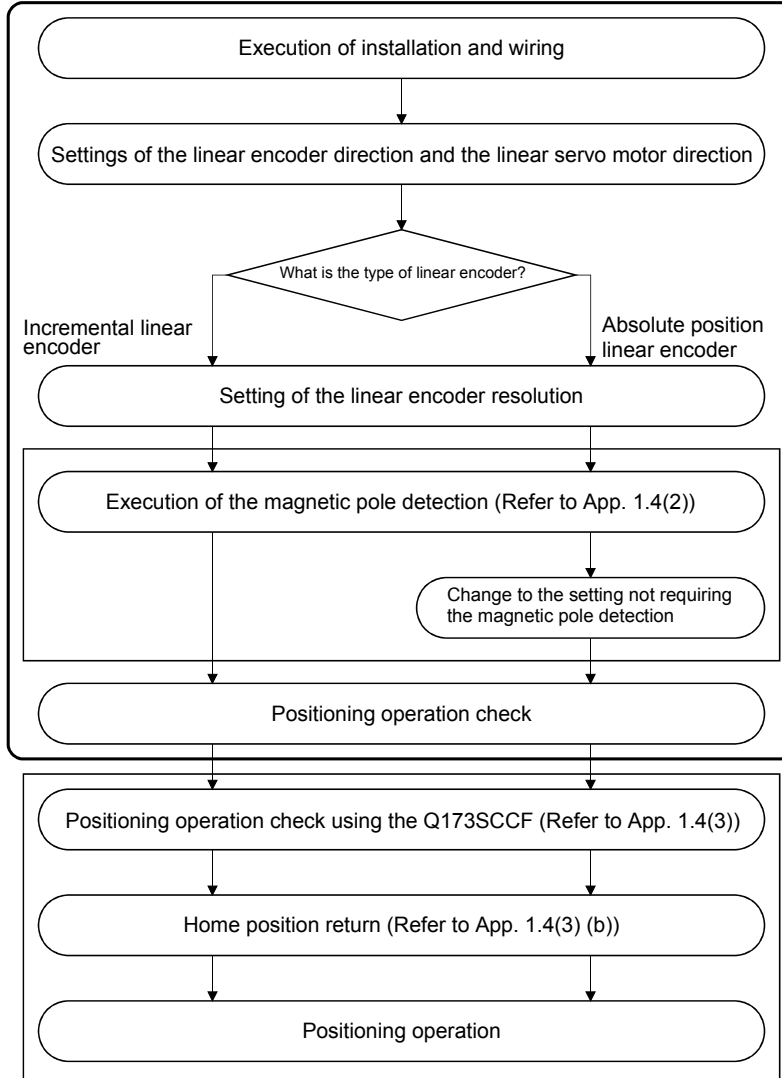 Execution of installation and wiring
Settings of the linear encoder direction and the linear servo motor direction
What is the type of linear encoder?
Incremental linear
encoder
Absolute position
linear encoder
Setting of the linear encoder resolution
Execution of the magnetic pole detection (Refer to App. 1.4(2))
Change to the setting not requiring
the magnetic pole detection
Positioning operation check
Positioning operation check using the Q173SCCF (Refer to App. 1.4(3))
Home position return (Refer to App. 1.4(3) (b))
Positioning operation